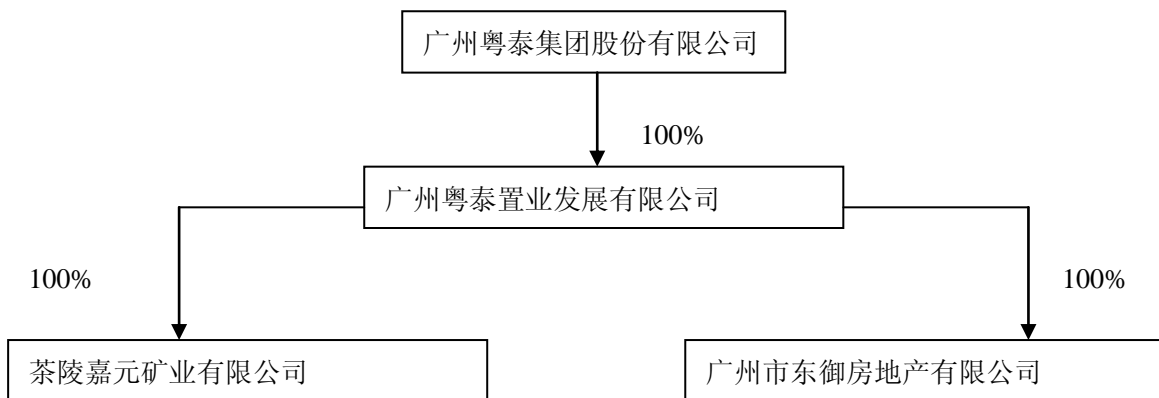 广州粤泰集团股份有限公司
100%
广州粤泰置业发展有限公司
100%
100%
茶陵嘉元矿业有限公司
广州市东御房地产有限公司